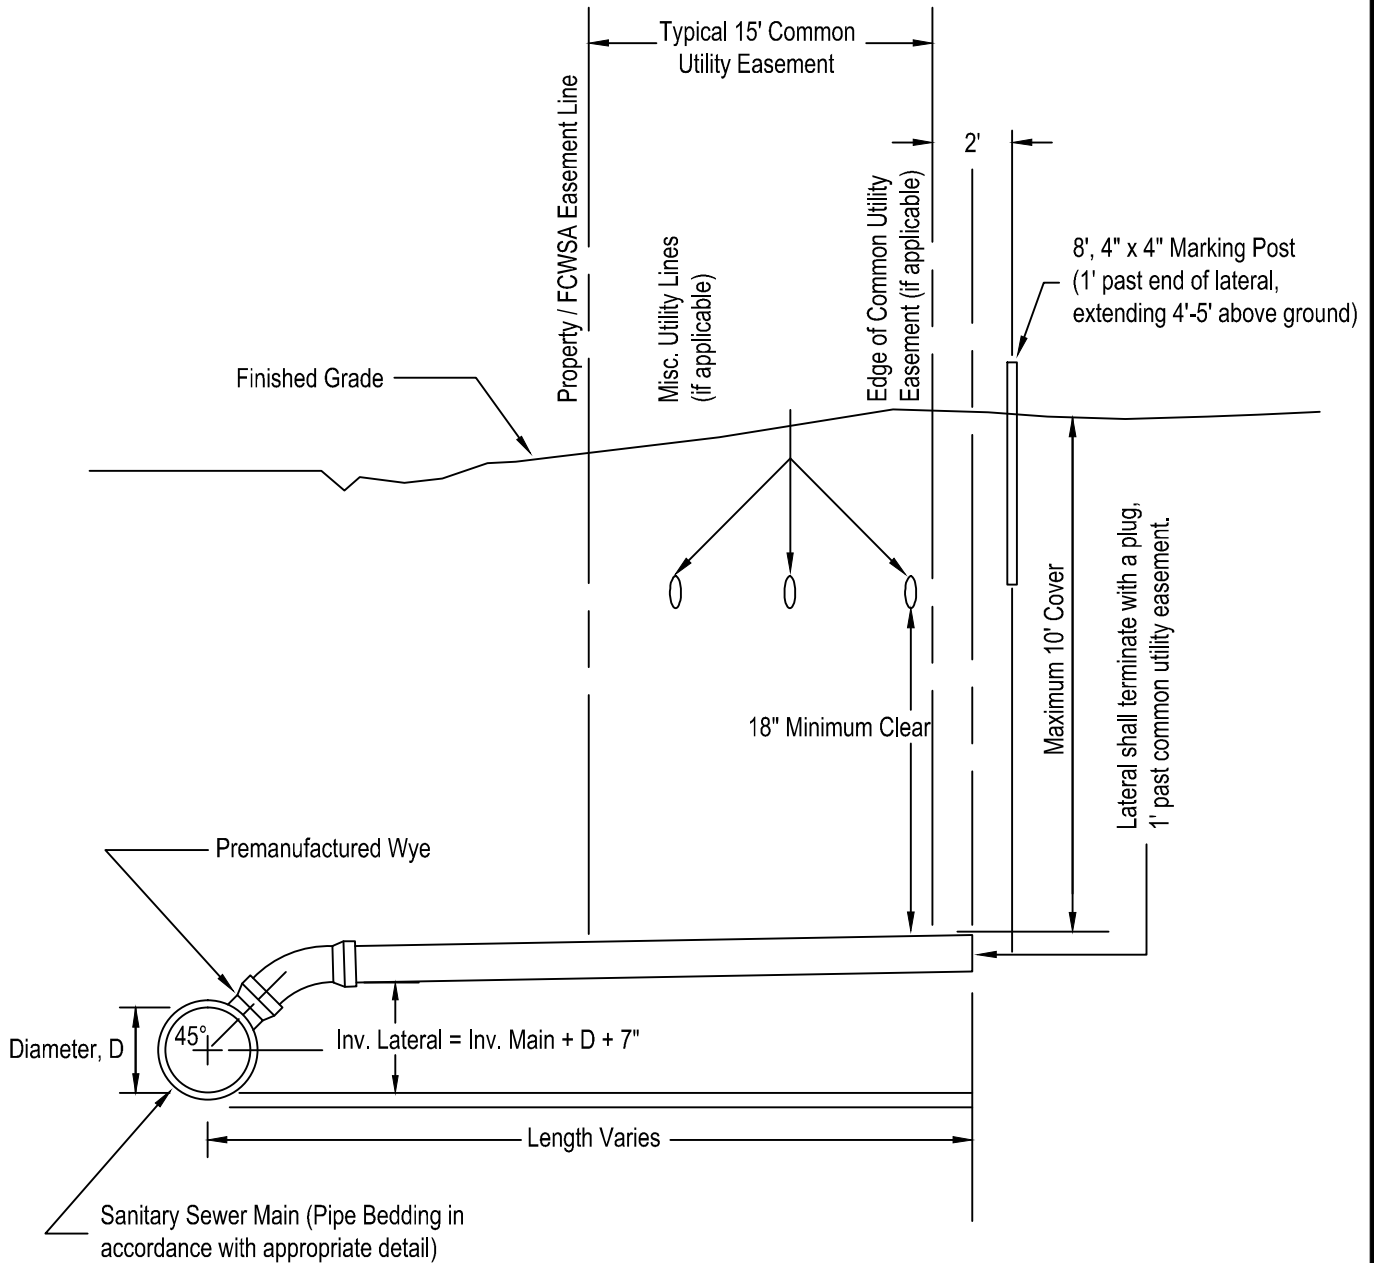 Typical 15' Common
Utility Easement
Property / FCWSA Easement Line
2'
Edge of Common Utility
Easement (if applicable)
Misc. Utility Lines
(if applicable)
8', 4" x 4" Marking Post
(1' past end of lateral,
extending 4'-5' above ground)
Finished Grade
Maximum 10' Cover
Lateral shall terminate with a plug,
1' past common utility easement.
18" Minimum Clear
Premanufactured Wye
Diameter, D
45°
Inv. Lateral = Inv. Main + D + 7"
Length Varies
Sanitary Sewer Main (Pipe Bedding in
accordance with appropriate detail)